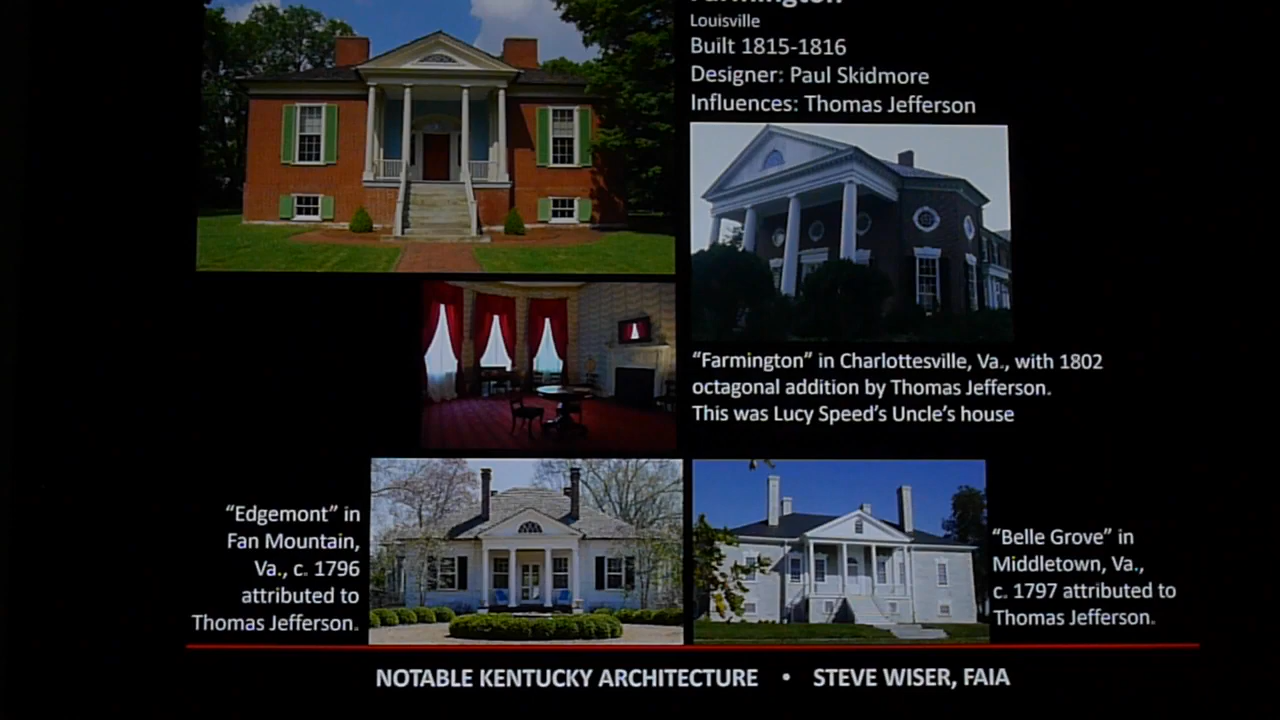 Farmington
Louisville
Built 1815-1816
Designer: Paul Skidmore
Influences: Thomas Jefferson
“Farmington” in Charlottesville, Va., with 1802
octagonal addition by Thomas Jefferson.
This was Lucy Speed’s Uncle’s house
“Edgemont” in
Fan Mountain,
Va., c. 1796
attributed to
Thomas Jefferson.
“Belle Grove” in
Middletown, Va.,
c. 1797 attributed to
Thomas Jefferson.
NOTABLE KENTUCKY ARCHITECTURE • STEVE WISER, FAIA